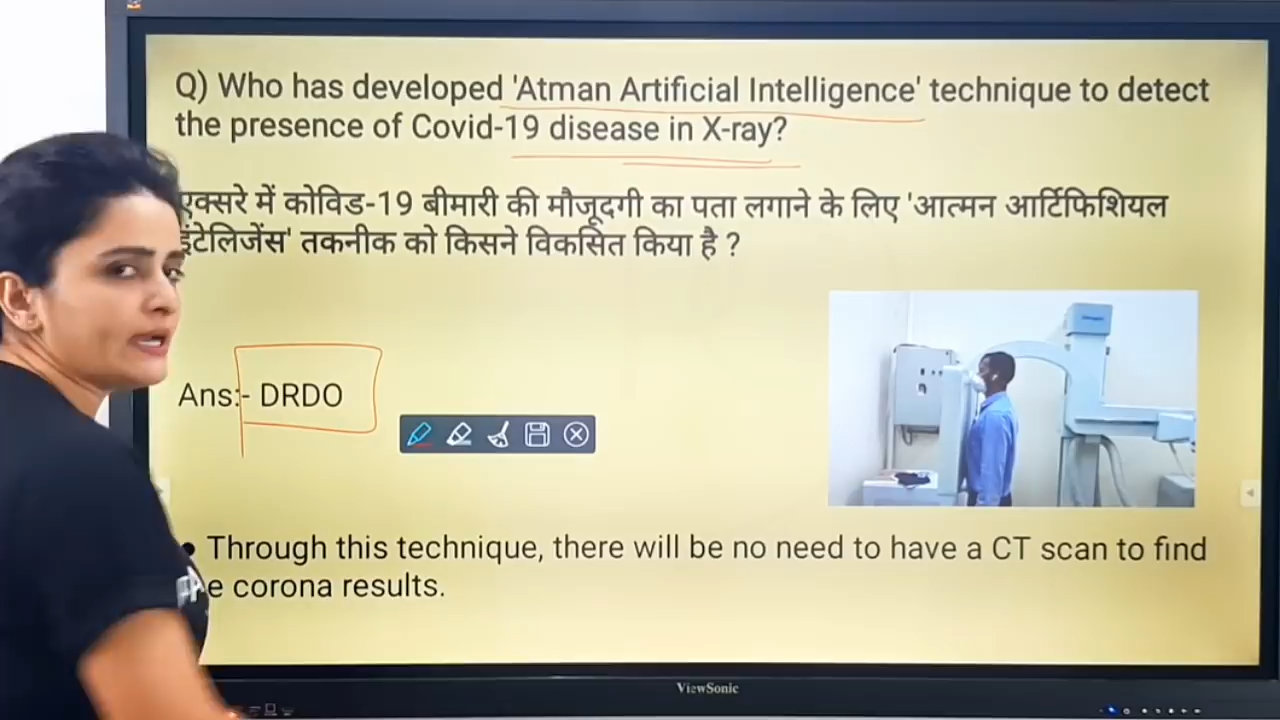 Q) Who has developed 'Atman Artificial Intelligence' technique to detect
the presence of Covid-19 disease in X-ray?
एक्सरे में कोविड-19 बीमारी की मौजूदगी का पता लगाने के लिए 'आत्मन आर्टिफिशियल
इंटेलिजेंस' तकनीक को किसने विकसित किया है ?
Ans:- DRDO
• Through this technique, there will be no need to have a CT scan to find
e corona results.
ViewSonic